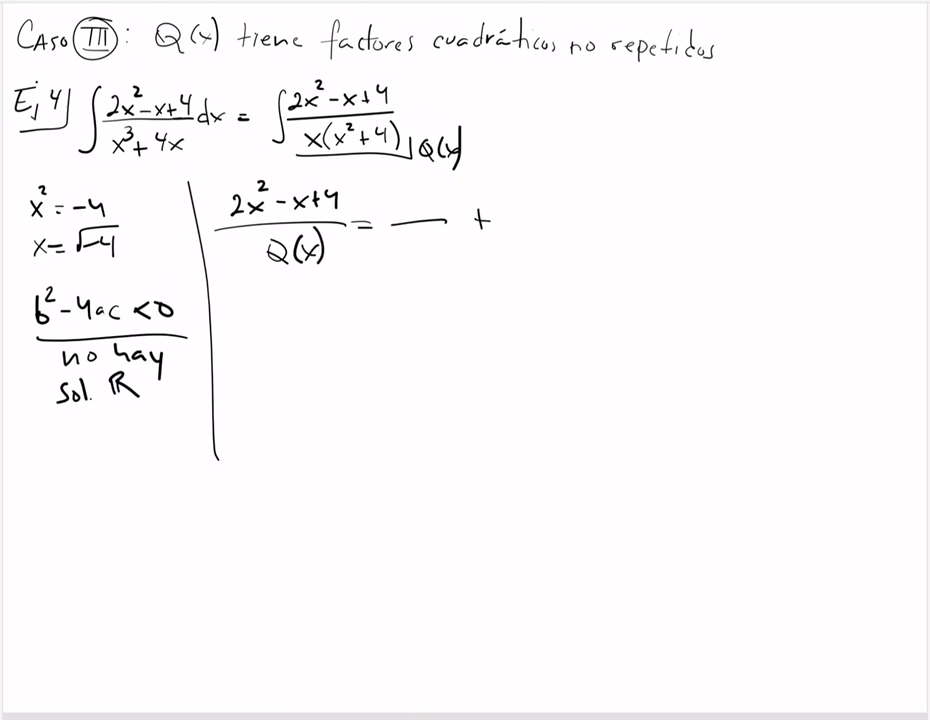 CASO III : Q(x) tiene factores cuadráticos no repetidos
Ej 4] ∫ (2x²-x+4)/(x³+4x) dx = ∫ (2x²-x+4)/(x(x²+4)) | Q(x)
x² = -4
x = √-4
b² - 4ac < 0
no hay
sol. ℝ
(2x²-x+4)/Q(x) = — +